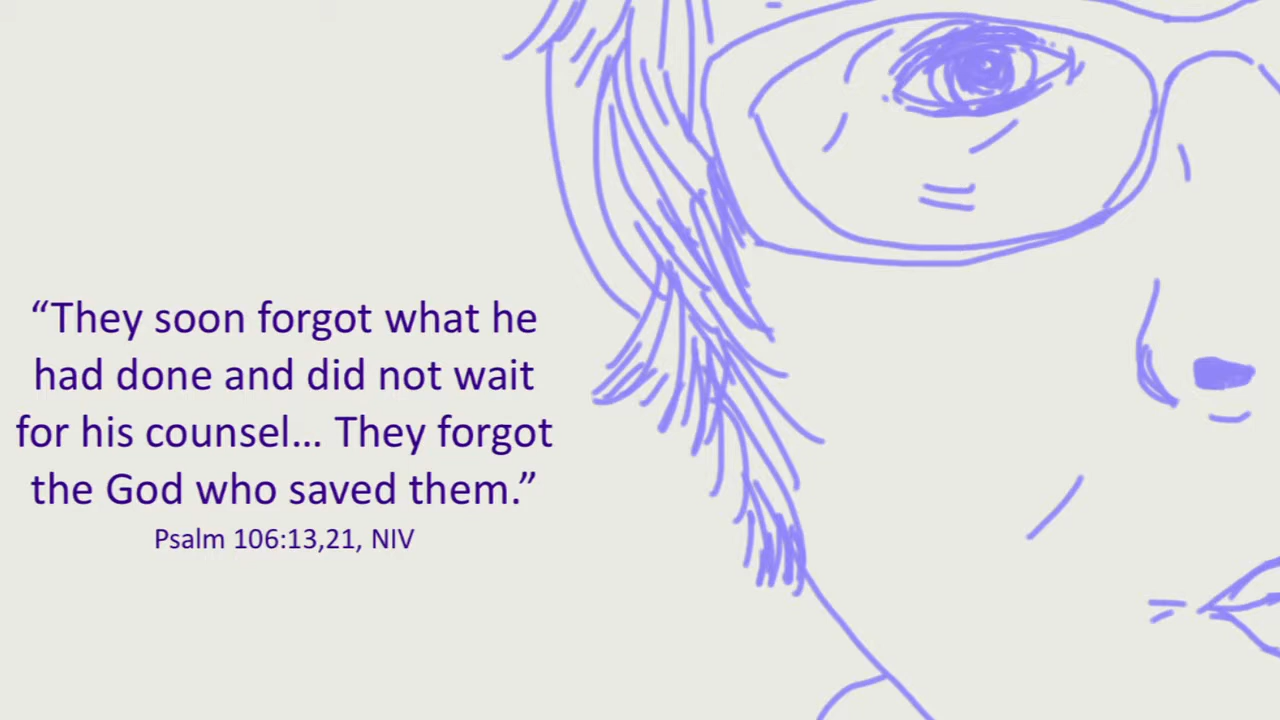 “They soon forgot what he
had done and did not wait
for his counsel… They forgot
the God who saved them.”
Psalm 106:13,21, NIV